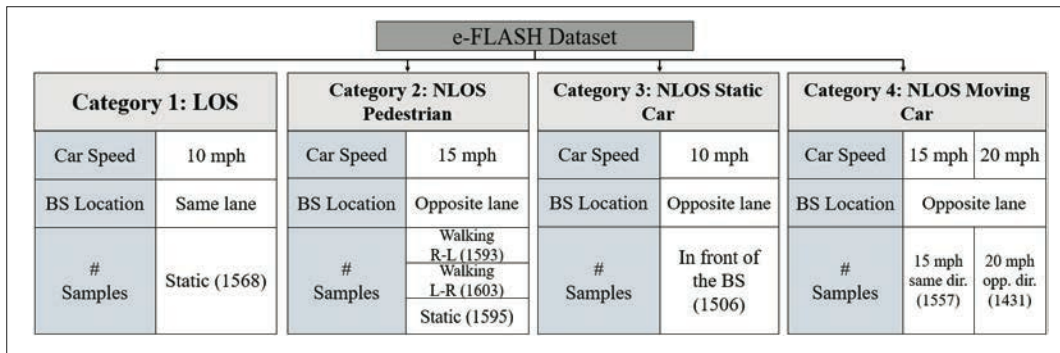 e-FLASH Dataset
Category 1: LOS
Car Speed
10 mph
BS Location
Same lane
#
Samples
Static (1568)
Category 2: NLOS
Pedestrian
Car Speed
15 mph
BS Location
Opposite lane
#
Samples
Walking
R-L (1593)
Walking
L-R (1603)
Static (1595)
Category 3: NLOS Static
Car
Car Speed
10 mph
BS Location
Opposite lane
#
Samples
In front of
the BS
(1506)
Category 4: NLOS Moving
Car
Car Speed
15 mph
20 mph
BS Location
Opposite lane
#
Samples
15 mph
same dir.
(1557)
20 mph
opp. dir.
(1431)